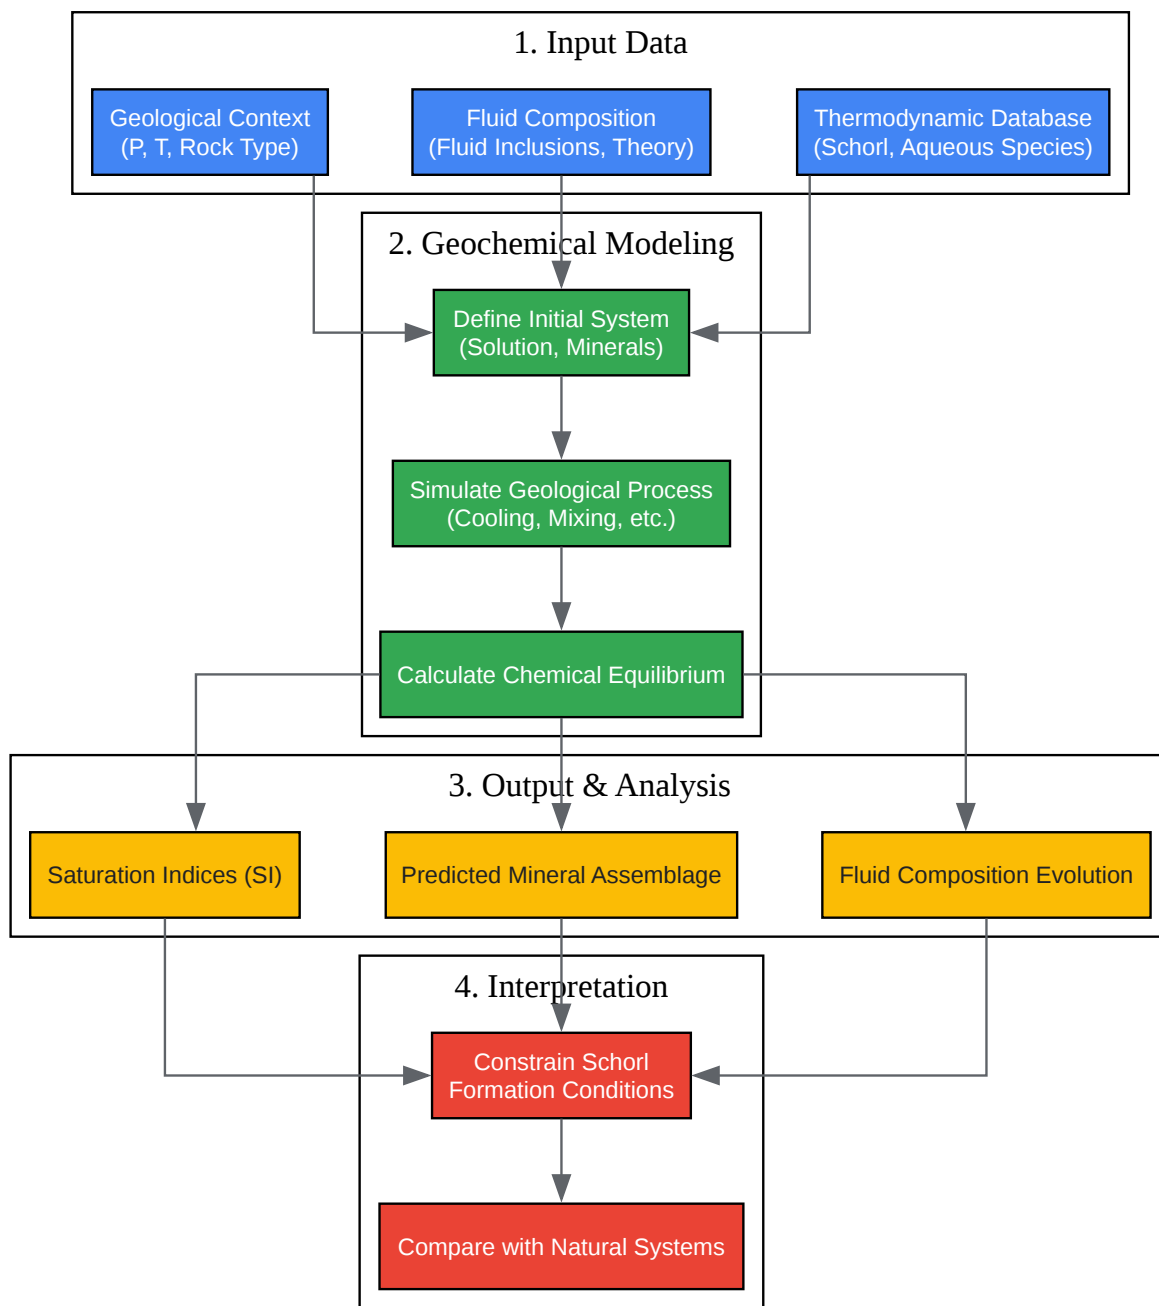 1. Input Data
Geological Context
(P, T, Rock Type)
Fluid Composition
(Fluid Inclusions, Theory)
Thermodynamic Database
(Schorl, Aqueous Species)
2. Geochemical Modeling
Define Initial System
(Solution, Minerals)
Simulate Geological Process
(Cooling, Mixing, etc.)
Calculate Chemical Equilibrium
3. Output & Analysis
Saturation Indices (SI)
Predicted Mineral Assemblage
Fluid Composition Evolution
4. Interpretation
Constrain Schorl
Formation Conditions
Compare with Natural Systems